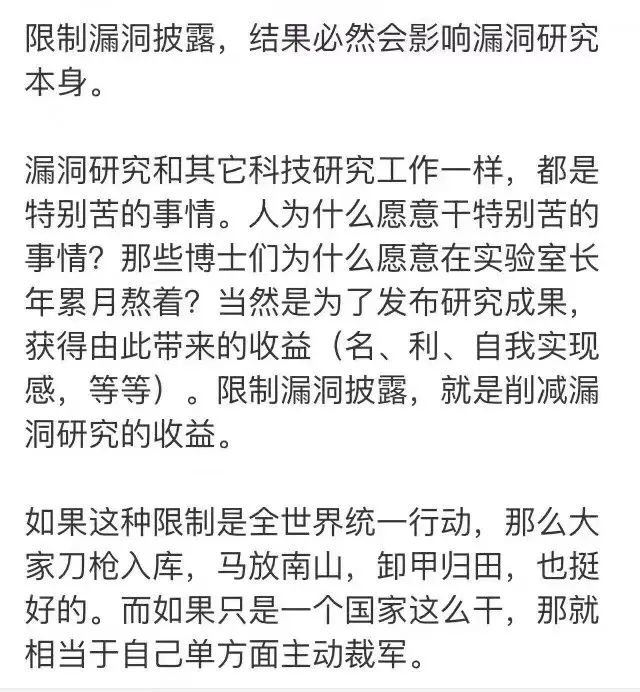 限制漏洞披露，结果必然会影响漏洞研究
本身。
漏洞研究和其它科技研究工作一样，都是
特别苦的事情。人为什么愿意干特别苦的
事情？那些博士们为什么愿意在实验室长
年累月熬着？当然是为了发布研究成果，
获得由此带来的收益（名、利、自我实现
感，等等）。限制漏洞披露，就是削减漏
洞研究的收益。
如果这种限制是全世界统一行动，那么大
家刀枪入库，马放南山，卸甲归田，也挺
好的。而如果只是一个国家这么干，那就
相当于自己单方面主动裁军。